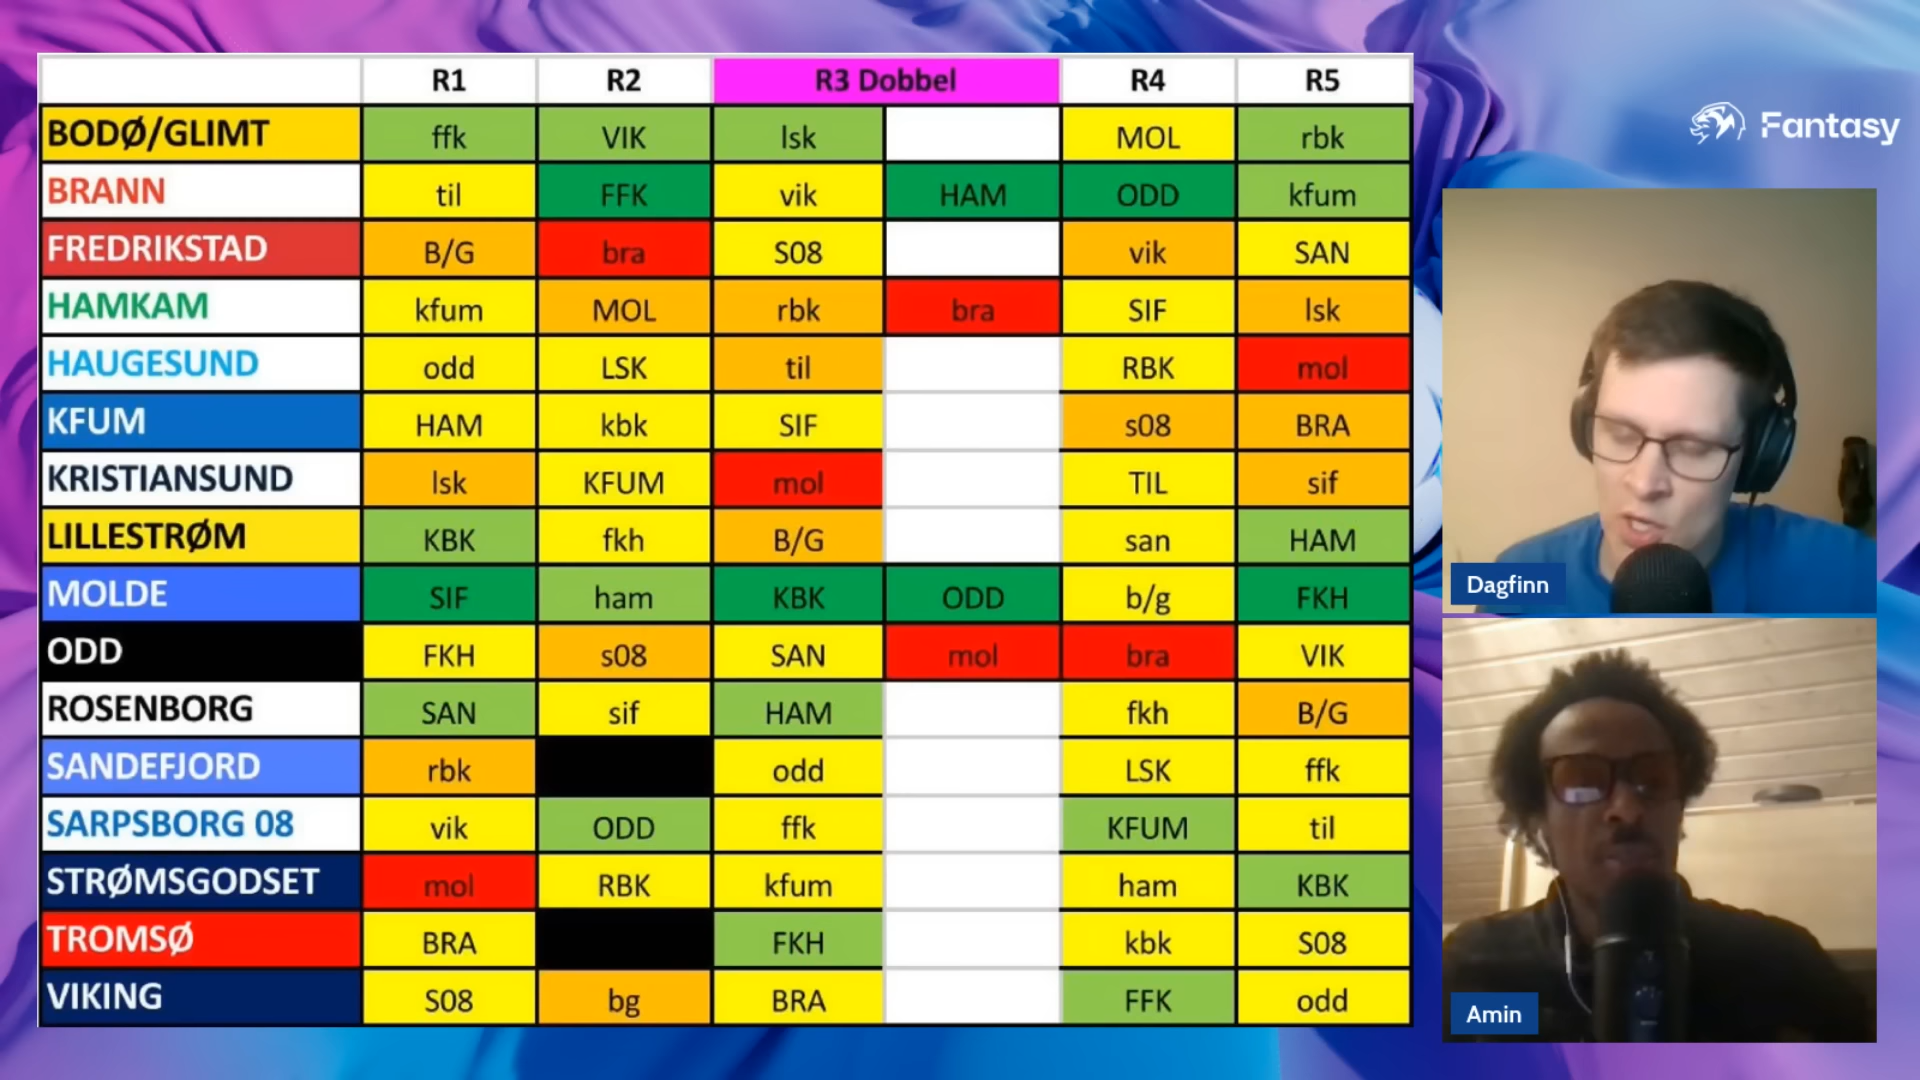 R1 R2 R3 Dobbel R4 R5
BODØ/GLIMT ffk VIK lsk MOL rbk
BRANN til FFK vik HAM ODD kfum
FREDRIKSTAD B/G bra S08 vik SAN
HAMKAM kfum MOL rbk bra SIF lsk
HAUGESUND odd LSK til RBK mol
KFUM HAM kbk SIF s08 BRA
KRISTIANSUND lsk KFUM mol TIL sif
LILLESTRØM KBK fkh B/G san HAM
MOLDE SIF ham KBK ODD b/g FKH
ODD FKH s08 SAN mol bra VIK
ROSENBORG SAN sif HAM fkh B/G
SANDEFJORD rbk odd LSK ffk
SARPSBORG 08 vik ODD ffk KFUM til
STRØMSGODSET mol RBK kfum ham KBK
TROMSØ BRA FKH kbk S08
VIKING S08 bg BRA FFK odd
Fantasy
Dagfinn
Amin